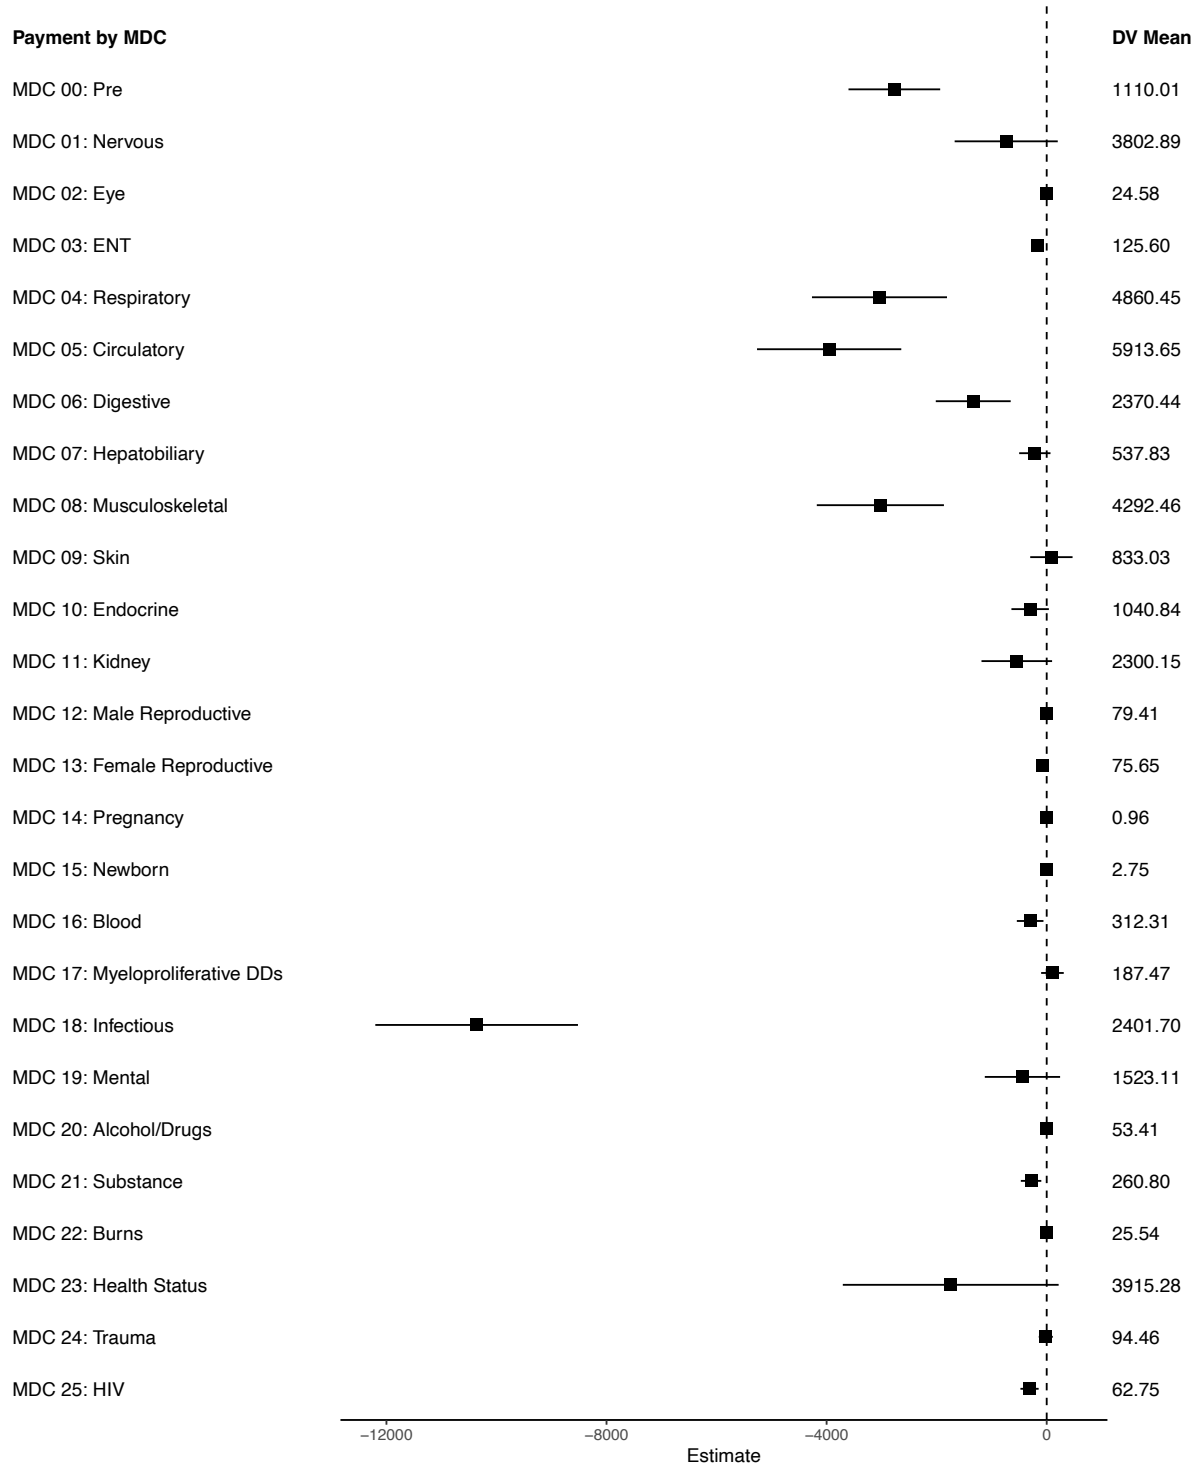 Payment by MDC DV Mean
MDC 00: Pre 1110.01
MDC 01: Nervous 3802.89
MDC 02: Eye 24.58
MDC 03: ENT 125.60
MDC 04: Respiratory 4860.45
MDC 05: Circulatory 5913.65
MDC 06: Digestive 2370.44
MDC 07: Hepatobiliary 537.83
MDC 08: Musculoskeletal 4292.46
MDC 09: Skin 833.03
MDC 10: Endocrine 1040.84
MDC 11: Kidney 2300.15
MDC 12: Male Reproductive 79.41
MDC 13: Female Reproductive 75.65
MDC 14: Pregnancy 0.96
MDC 15: Newborn 2.75
MDC 16: Blood 312.31
MDC 17: Myeloproliferative DDs 187.47
MDC 18: Infectious 2401.70
MDC 19: Mental 1523.11
MDC 20: Alcohol/Drugs 53.41
MDC 21: Substance 260.80
MDC 22: Burns 25.54
MDC 23: Health Status 3915.28
MDC 24: Trauma 94.46
MDC 25: HIV 62.75
−12000 −8000 −4000 0
Estimate